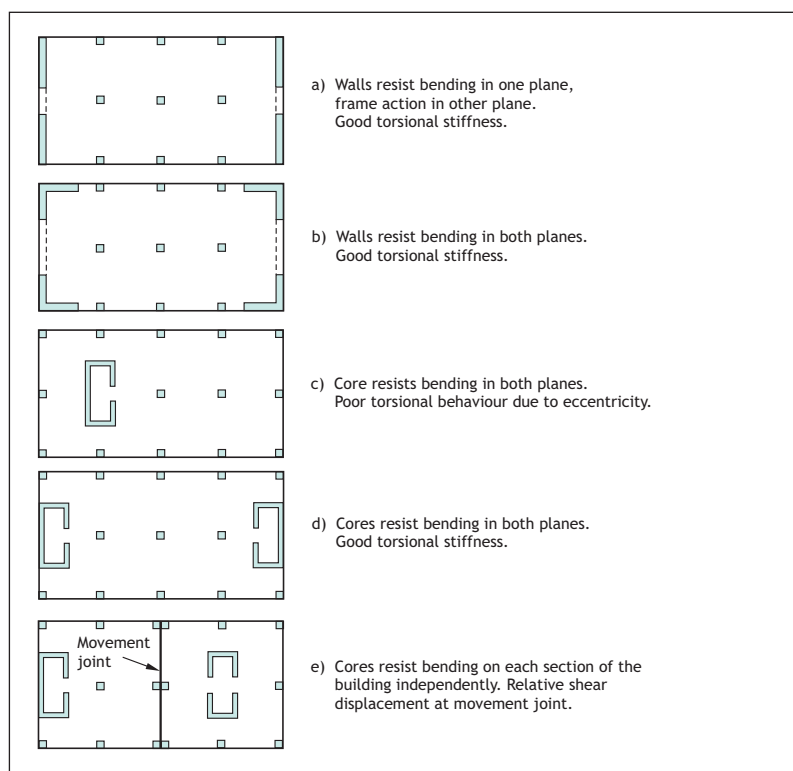 a) Walls resist bending in one plane,
frame action in other plane.
Good torsional stiffness.
b) Walls resist bending in both planes.
Good torsional stiffness.
c) Core resists bending in both planes.
Poor torsional behaviour due to eccentricity.
d) Cores resist bending in both planes.
Good torsional stiffness.
Movement
joint
e) Cores resist bending on each section of the
building independently. Relative shear
displacement at movement joint.